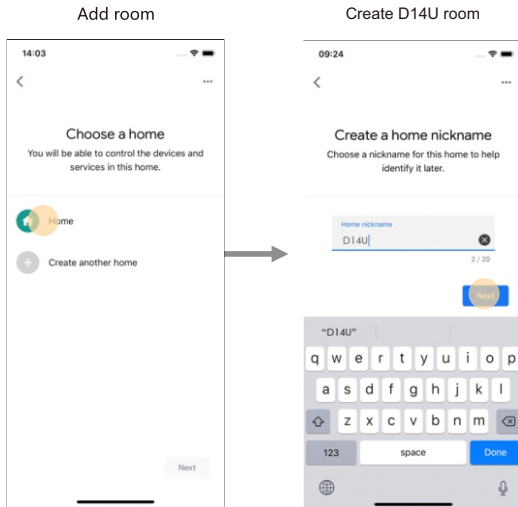 Add room
14:03
Choose a home
You will be able to control the devices and
services in this home.
Home
Create another home
Next
Create D14U room
09:24
Create a home nickname
Choose a nickname for this home to help
identify it later.
Home nickname
D14U
2 / 20
Next
"D14U"
q w e r t y u i o p
a s d f g h j k l
z x c v b n m
123 space Done